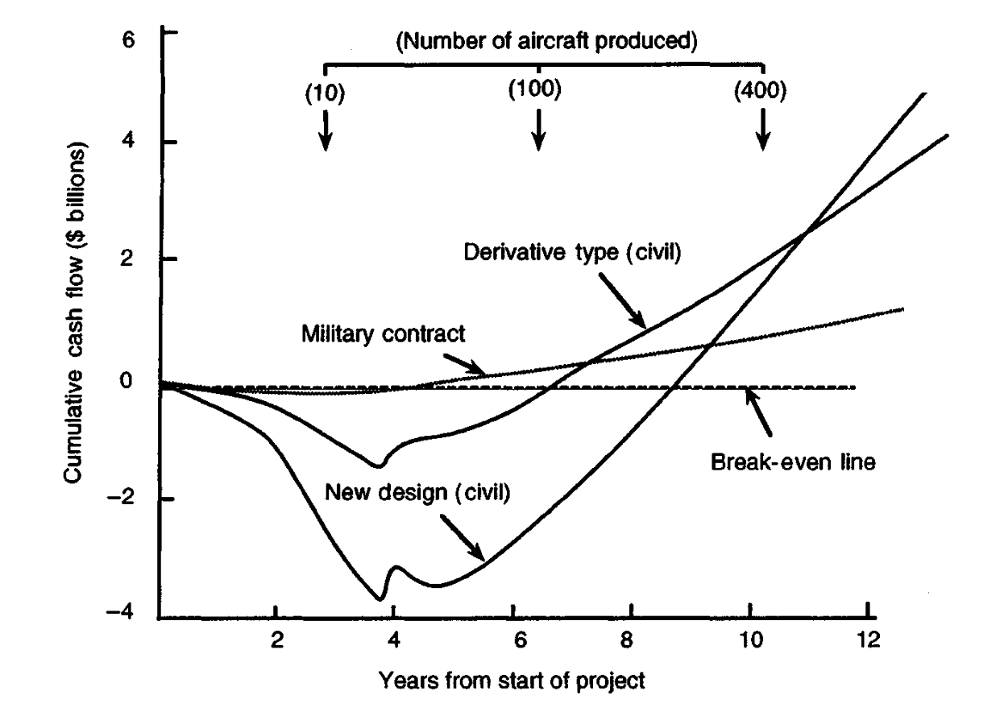 (Number of aircraft produced)
(10) (100) (400)
6
4
2
0
−2
−4
Cumulative cash flow ($ billions)
Derivative type (civil)
Military contract
Break-even line
New design (civil)
2 4 6 8 10 12
Years from start of project